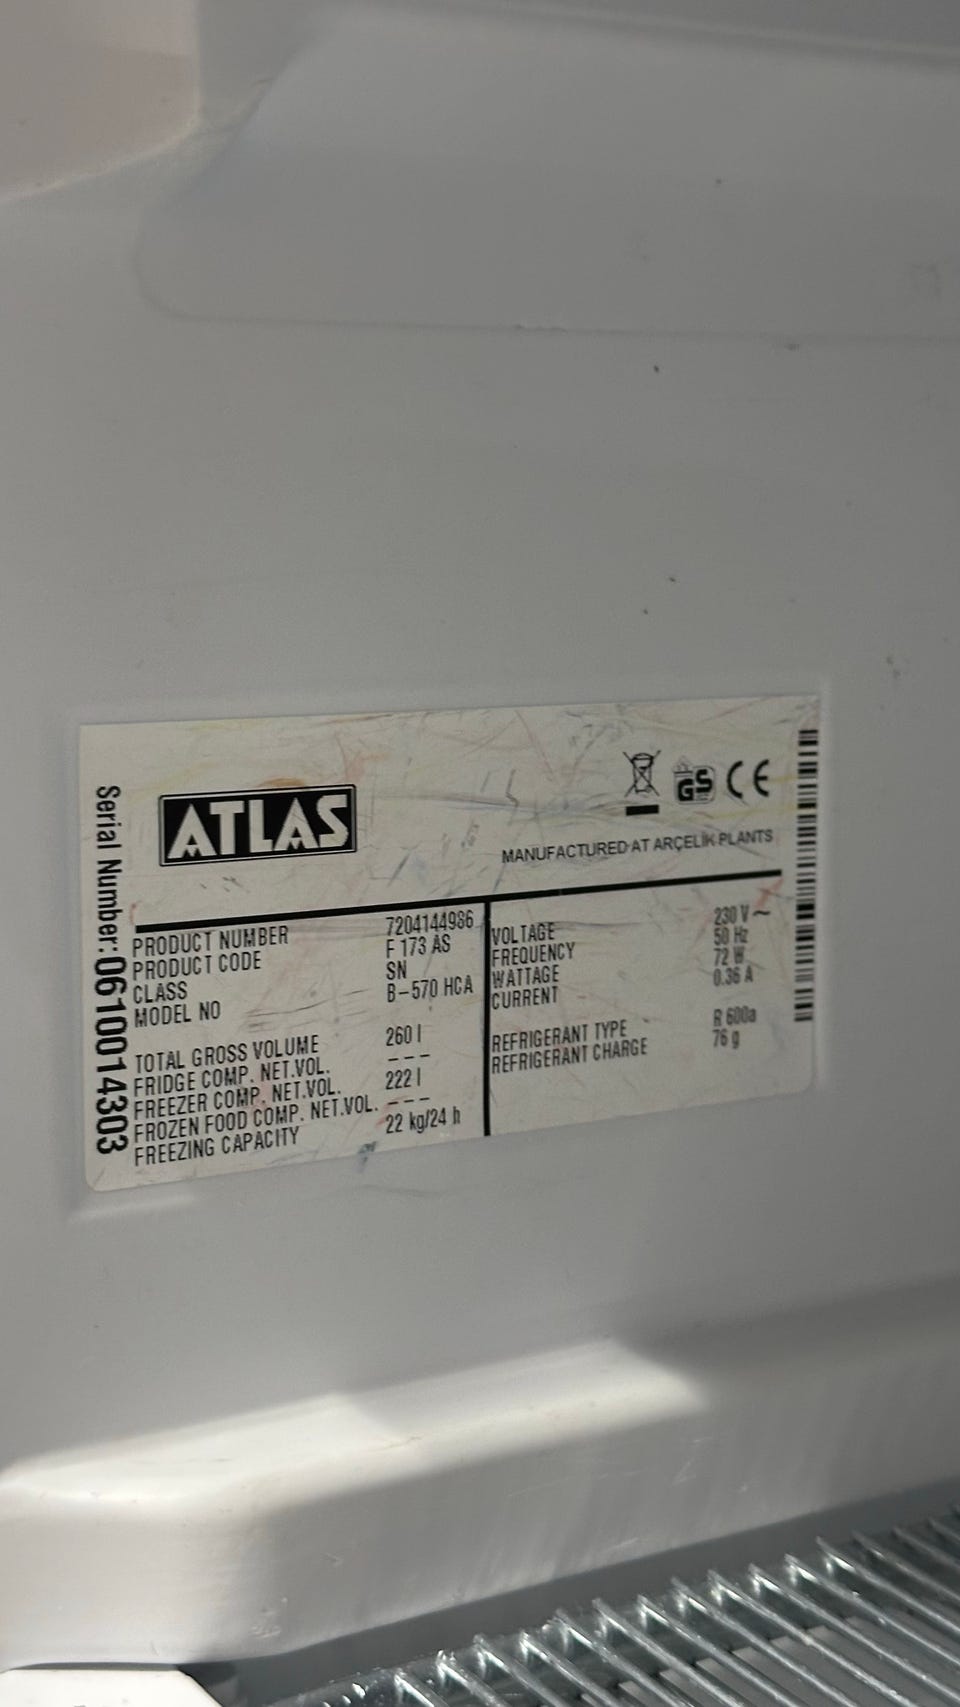 ATLAS
GS CE
MANUFACTURED AT ARÇELİK PLANTS
Serial Number: 0610014303
PRODUCT NUMBER 7204144986
PRODUCT CODE F 173 AS
CLASS SN
MODEL NO B-570 HCA
TOTAL GROSS VOLUME 260 l
FRIDGE COMP. NET.VOL. ---
FREEZER COMP. NET.VOL. 222 l
FROZEN FOOD COMP. NET.VOL. ---
FREEZING CAPACITY 22 kg/24 h
VOLTAGE 230 V ~
FREQUENCY 50 Hz
WATTAGE 72 W
CURRENT 0.36 A
REFRIGERANT TYPE R 600a
REFRIGERANT CHARGE 76 g